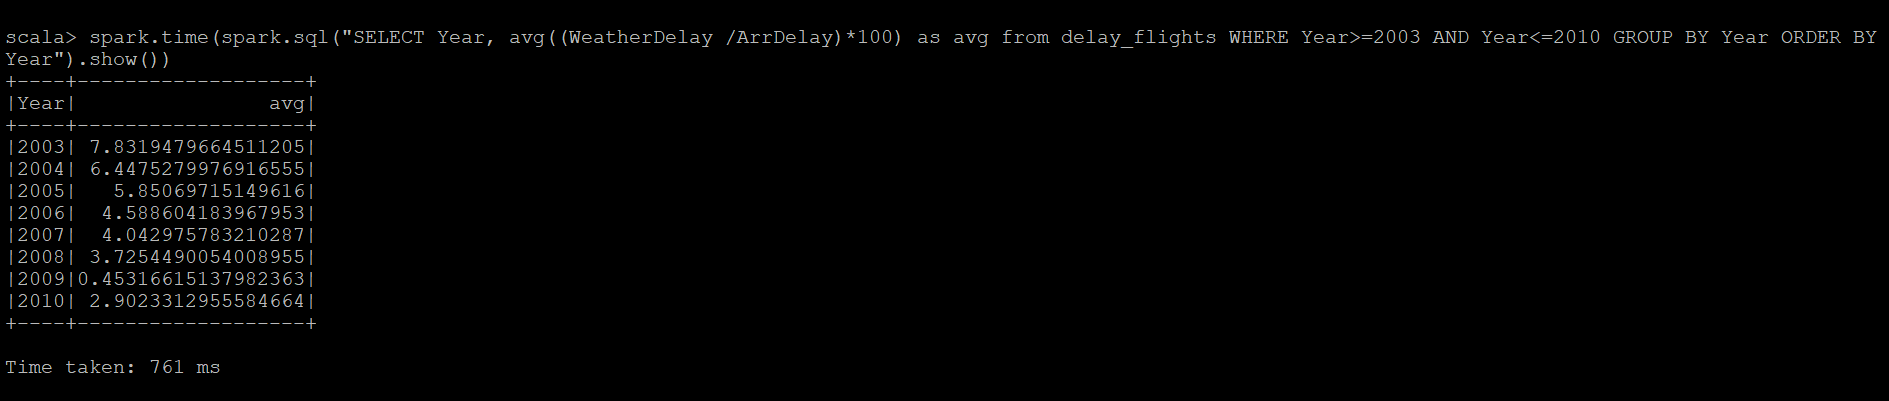 scala> spark.time(spark.sql("SELECT Year, avg((WeatherDelay /ArrDelay)*100) as avg from delay_flights WHERE Year>=2003 AND Year<=2010 GROUP BY Year ORDER BY
Year").show())
+----+-------------------+
|Year|                avg|
+----+-------------------+
|2003| 7.8319479664511205|
|2004| 6.4475279976916555|
|2005|   5.85069715149616|
|2006|  4.588604183967953|
|2007|  4.042975783210287|
|2008| 3.7254490054008955|
|2009|0.45316615137982363|
|2010| 2.9023312955584664|
+----+-------------------+
Time taken: 761 ms